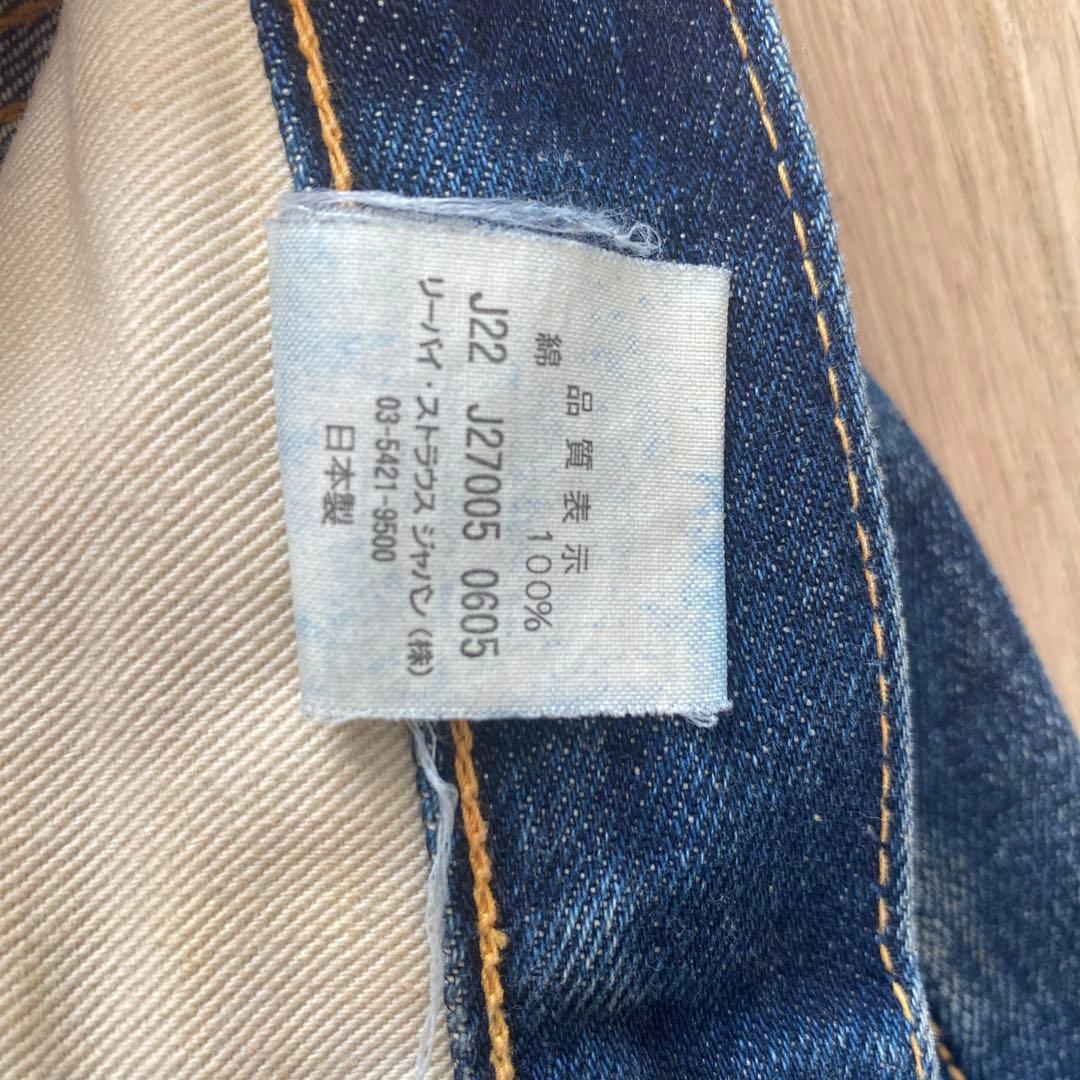 品質表示
綿 100%
J22 J27005 0605
リーバイ・ストラウス ジャパン (株)
03-5421-9500
日本製